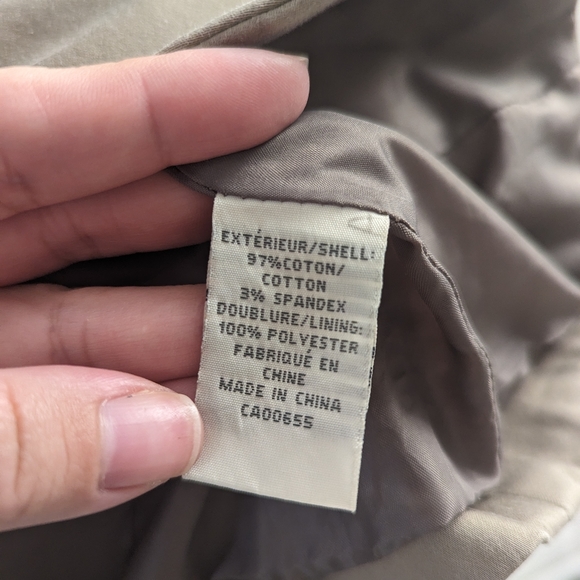 EXTÉRIEUR/SHELL:
97%COTON/
COTTON
3% SPANDEX
DOUBLURE/LINING:
100% POLYESTER
FABRIQUÉ EN
CHINE
MADE IN CHINA
CA00655